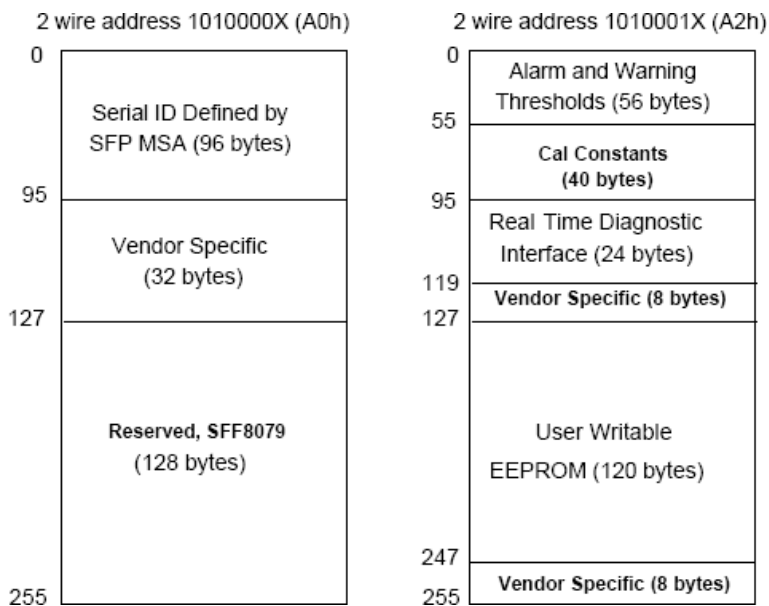 2 wire address 1010000X (A0h)
0
Serial ID Defined by
SFP MSA (96 bytes)
95
Vendor Specific
(32 bytes)
127
Reserved, SFF8079
(128 bytes)
255
2 wire address 1010001X (A2h)
0
Alarm and Warning
Thresholds (56 bytes)
55
Cal Constants
(40 bytes)
95
Real Time Diagnostic
Interface (24 bytes)
119
Vendor Specific (8 bytes)
127
User Writable
EEPROM (120 bytes)
247
Vendor Specific (8 bytes)
255